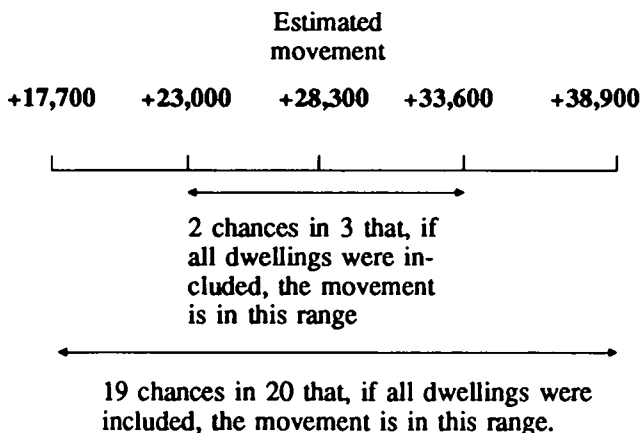 Estimated
movement
+17,700 +23,000 +28,300 +33,600 +38,900
2 chances in 3 that, if
all dwellings were in-
cluded, the movement
is in this range
19 chances in 20 that, if all dwellings were
included, the movement is in this range.